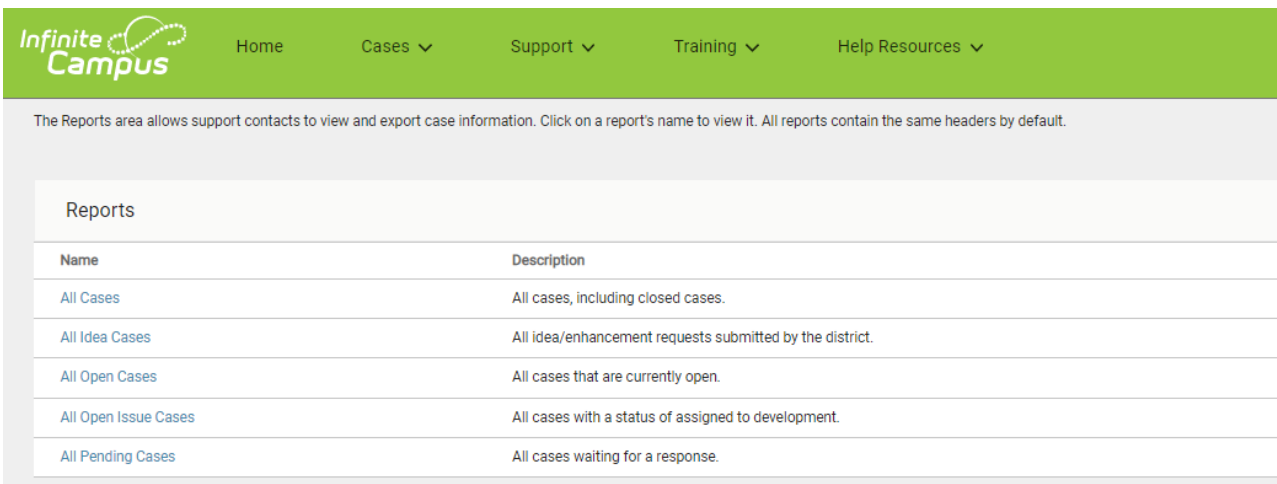 Infinite Campus
Home Cases Support Training Help Resources
The Reports area allows support contacts to view and export case information. Click on a report's name to view it. All reports contain the same headers by default.
Reports
Name Description
All Cases All cases, including closed cases.
All Idea Cases All idea/enhancement requests submitted by the district.
All Open Cases All cases that are currently open.
All Open Issue Cases All cases with a status of assigned to development.
All Pending Cases All cases waiting for a response.